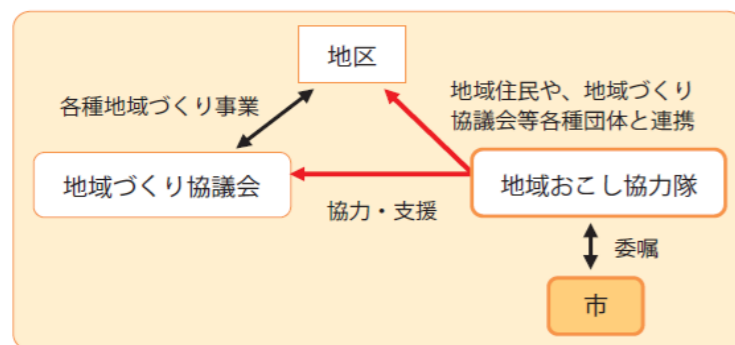 地区
各種地域づくり事業
地域住民や、地域づくり
協議会等各種団体と連携
地域づくり協議会
地域おこし協力隊
協力・支援
委嘱
市